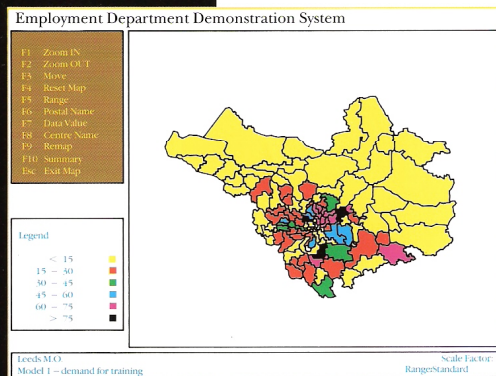 Employment Department Demonstration System
F1 Zoom IN
F2 Zoom OUT
F3 Move
F4 Reset Map
F5 Range
F6 Postal Name
F7 Data Value
F8 Centre Name
F9 Remap
F10 Summary
Esc Exit Map
Legend
< 15
15 – 30
30 – 45
45 – 60
60 – 75
> 75
Leeds M.O
Model 1 – demand for training
Scale Factor:
Range:Standard